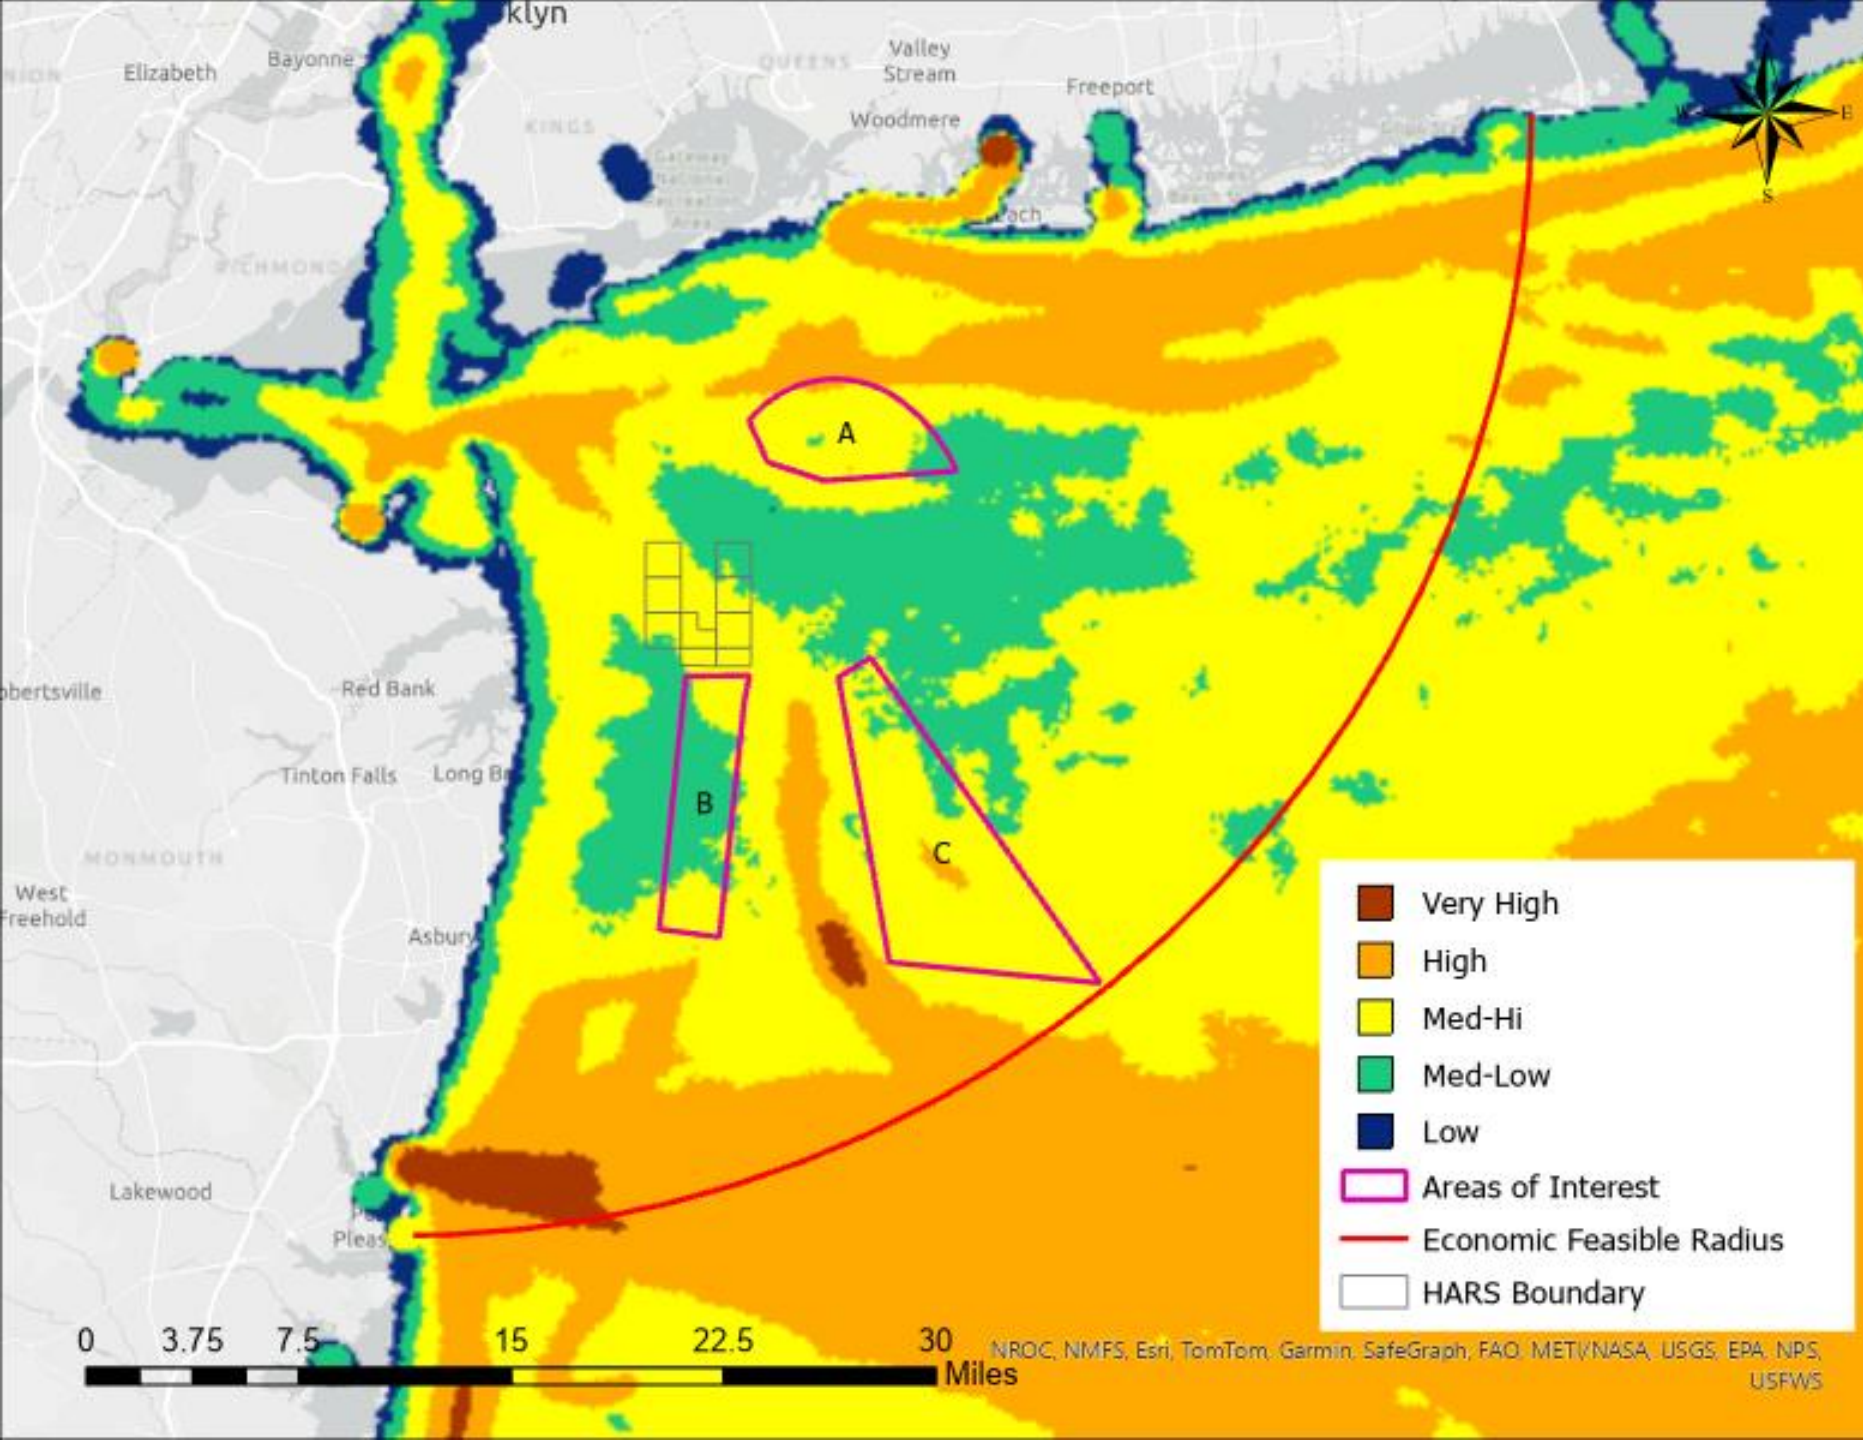 klyn
NION
Elizabeth
Bayonne
QUEENS
Valley
Stream
Freeport
Woodmere
KINGS
Gateway
National
Recreation
Area
RICHMOND
each
N
W
E
S
A
obertsville
Red Bank
Tinton Falls
Long B
B
MONMOUTH
C
West
Freehold
Asbury
Lakewood
Pleas
Very High
High
Med-Hi
Med-Low
Low
Areas of Interest
Economic Feasible Radius
HARS Boundary
0 3.75 7.5 15 22.5 30
Miles
NROC, NMFS, Esri, TomTom, Garmin, SafeGraph, FAO, METI/NASA, USGS, EPA, NPS,
USFWS